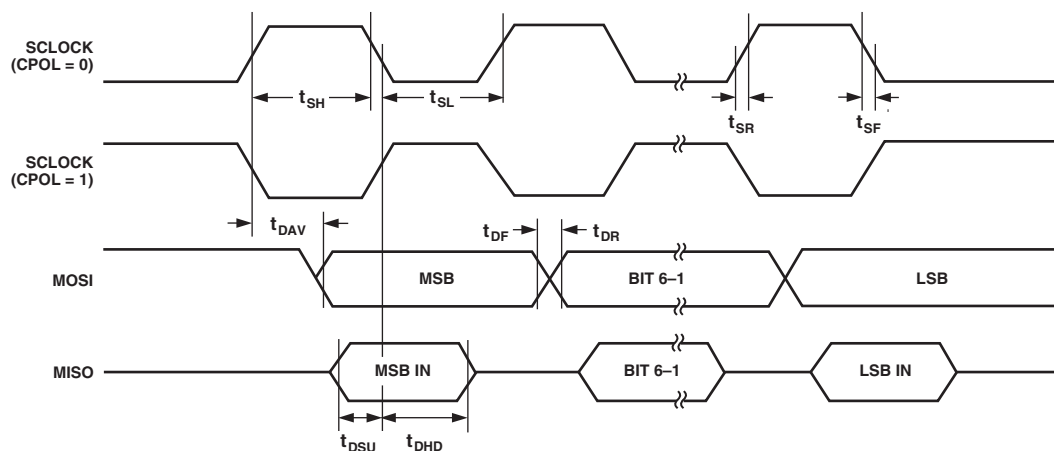 SCLOCK
(CPOL = 0)
tSH
tSL
tSR
tSF
SCLOCK
(CPOL = 1)
tDAV
tDF
tDR
MOSI
MSB
BIT 6–1
LSB
MISO
MSB IN
BIT 6–1
LSB IN
tDSU
tDHD